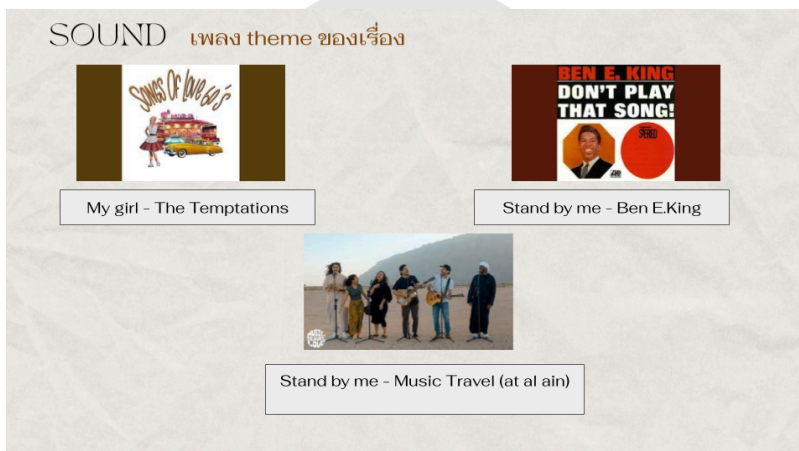 SOUND เพลง theme ของเรื่อง
SONGS OF LOVE 60'S
BEN E. KING
DON'T PLAY
THAT SONG!
STEREO
My girl - The Temptations
Stand by me - Ben E.King
Stand by me - Music Travel (at al ain)